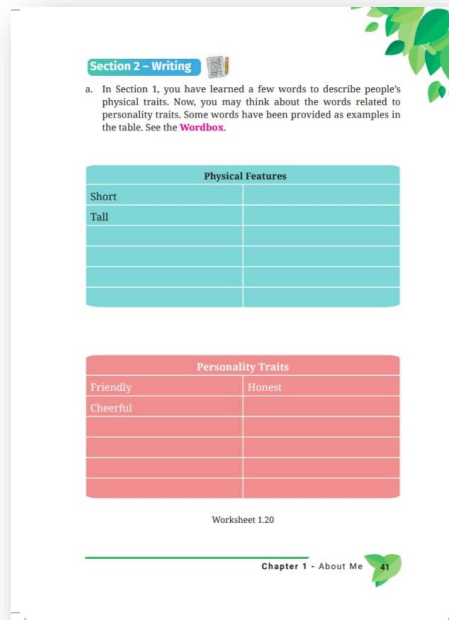 Section 2 – Writing
a. In Section 1, you have learned a few words to describe people's
physical traits. Now, you may think about the words related to
personality traits. Some words have been provided as examples in
the table. See the Wordbox.
Physical Features
Short
Tall
Personality Traits
Friendly Honest
Cheerful
Worksheet 1.20
Chapter 1 - About Me 41